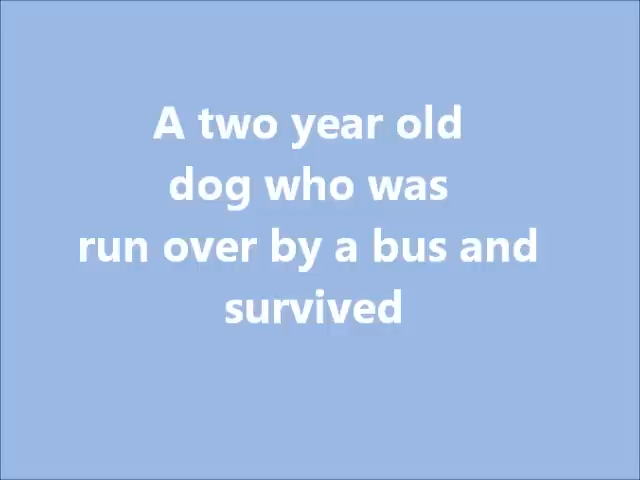 A two year old
dog who was
run over by a bus and
survived